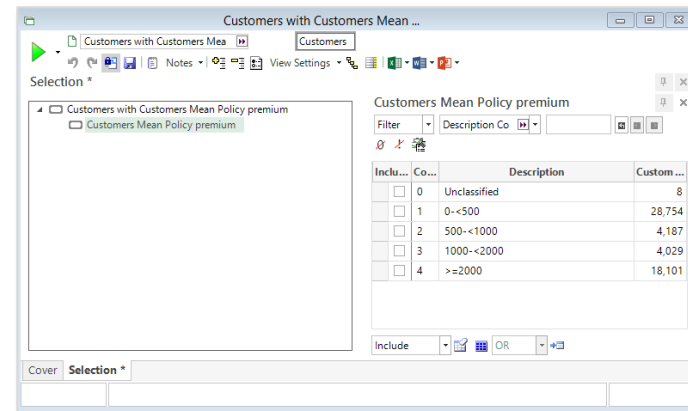 Customers with Customers Mean ...
Customers with Customers Mea Customers
Notes View Settings
Selection *
Customers with Customers Mean Policy premium
Customers Mean Policy premium
Customers Mean Policy premium
Filter Description Co
Inclu... Co... Description Custom ...
0 Unclassified 8
1 0-<500 28,754
2 500-<1000 4,187
3 1000-<2000 4,029
4 >=2000 18,101
Include OR
Cover Selection *